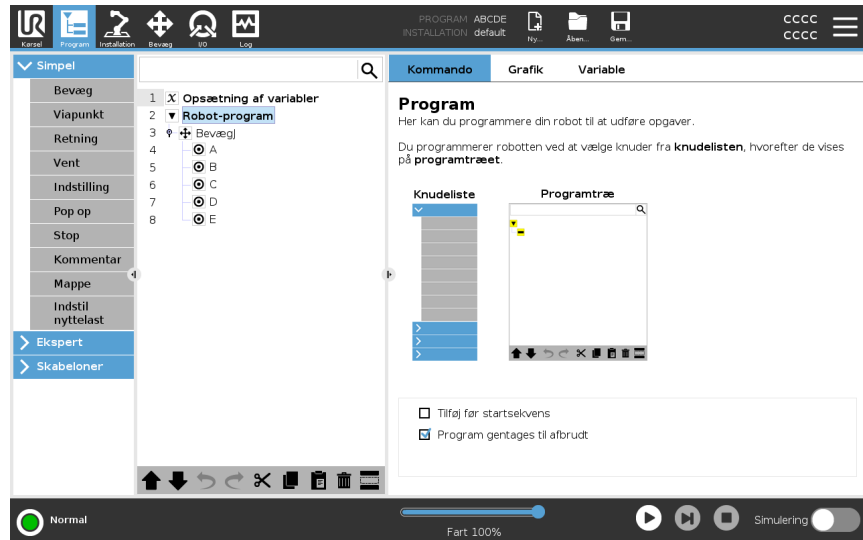 UR
Kørsel
Program
Installation
Bevæg
I/O
Log
PROGRAM ABCDE
INSTALLATION default
Ny...
Åben...
Gem...
cccc
cccc
Simpel
Bevæg
Viapunkt
Retning
Vent
Indstilling
Pop op
Stop
Kommentar
Mappe
Indstil
nyttelast
Ekspert
Skabeloner
1 X Opsætning af variabler
2 Robot-program
3 BevægJ
4 A
5 B
6 C
7 D
8 E
Kommando Grafik Variable
Program
Her kan du programmere din robot til at udføre opgaver.
Du programmerer robotten ved at vælge knuder fra knudelisten, hvorefter de vises
på programtræet.
Knudeliste Programtræ
Tilføj før startsekvens
Program gentages til afbrudt
Normal
Fart 100%
Simulering